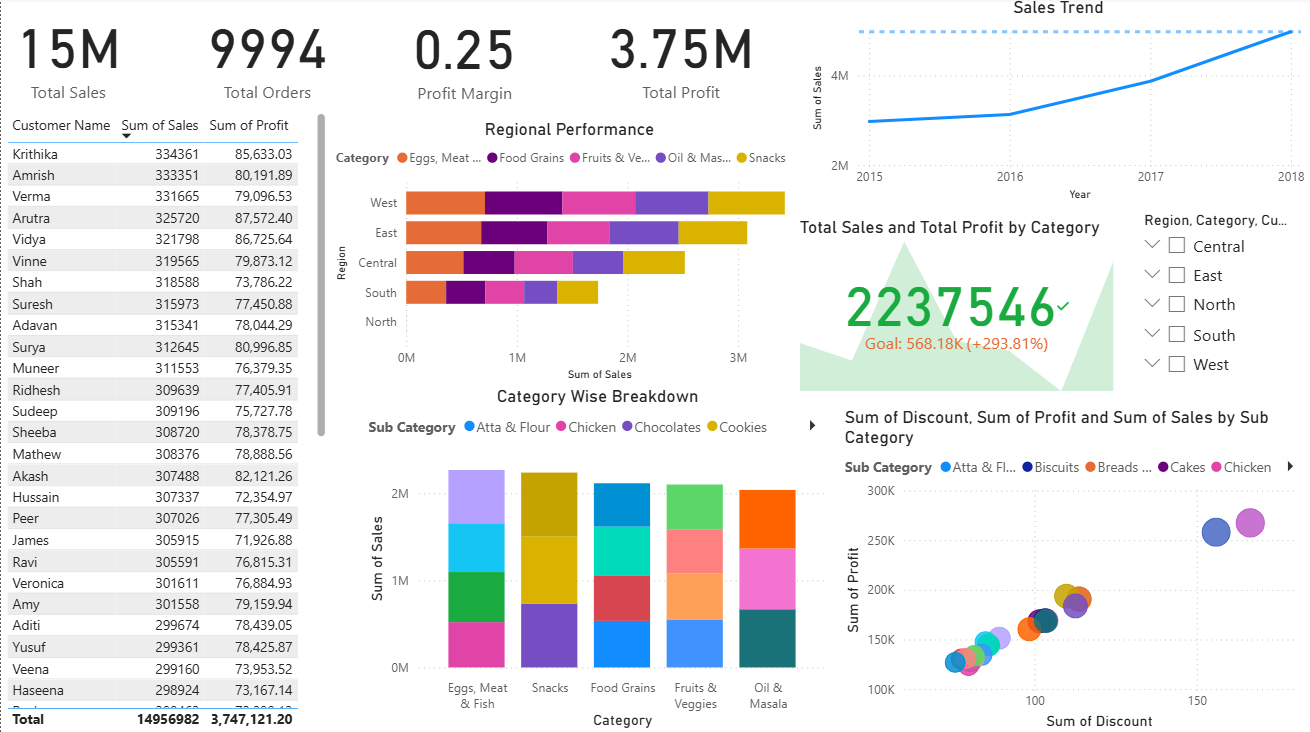 15M
Total Sales
9994
Total Orders
0.25
Profit Margin
3.75M
Total Profit
Customer Name Sum of Sales Sum of Profit
Krithika 334361 85,633.03
Amrish 333351 80,191.89
Verma 331665 79,096.53
Arutra 325720 87,572.40
Vidya 321798 86,725.64
Vinne 319565 79,873.12
Shah 318588 73,786.22
Suresh 315973 77,450.88
Adavan 315341 78,044.29
Surya 312645 80,996.85
Muneer 311553 76,379.35
Ridhesh 309639 77,405.91
Sudeep 309196 75,727.78
Sheeba 308720 78,378.75
Mathew 308376 78,888.56
Akash 307488 82,121.26
Hussain 307337 72,354.97
Peer 307026 77,305.49
James 305915 71,926.88
Ravi 305591 76,815.31
Veronica 301611 76,884.93
Amy 301558 79,159.94
Aditi 299674 78,439.05
Yusuf 299361 78,425.87
Veena 299160 73,953.52
Haseena 298924 73,167.14
Total 14956982 3,747,121.20
Regional Performance
Category Eggs, Meat ... Food Grains Fruits & Ve... Oil & Mas... Snacks
Region
West
East
Central
South
North
0M 1M 2M 3M
Sum of Sales
Category Wise Breakdown
Sub Category Atta & Flour Chicken Chocolates Cookies
Sum of Sales
2M
1M
0M
Eggs, Meat & Fish
Snacks
Food Grains
Fruits & Veggies
Oil & Masala
Category
Sales Trend
Sum of Sales
4M
2M
2015 2016 2017 2018
Year
Total Sales and Total Profit by Category
2237546
Goal: 568.18K (+293.81%)
Region, Category, Cu...
Central
East
North
South
West
Sum of Discount, Sum of Profit and Sum of Sales by Sub
Category
Sub Category Atta & Fl... Biscuits Breads ... Cakes Chicken
Sum of Profit
300K
250K
200K
150K
100K
100 150
Sum of Discount